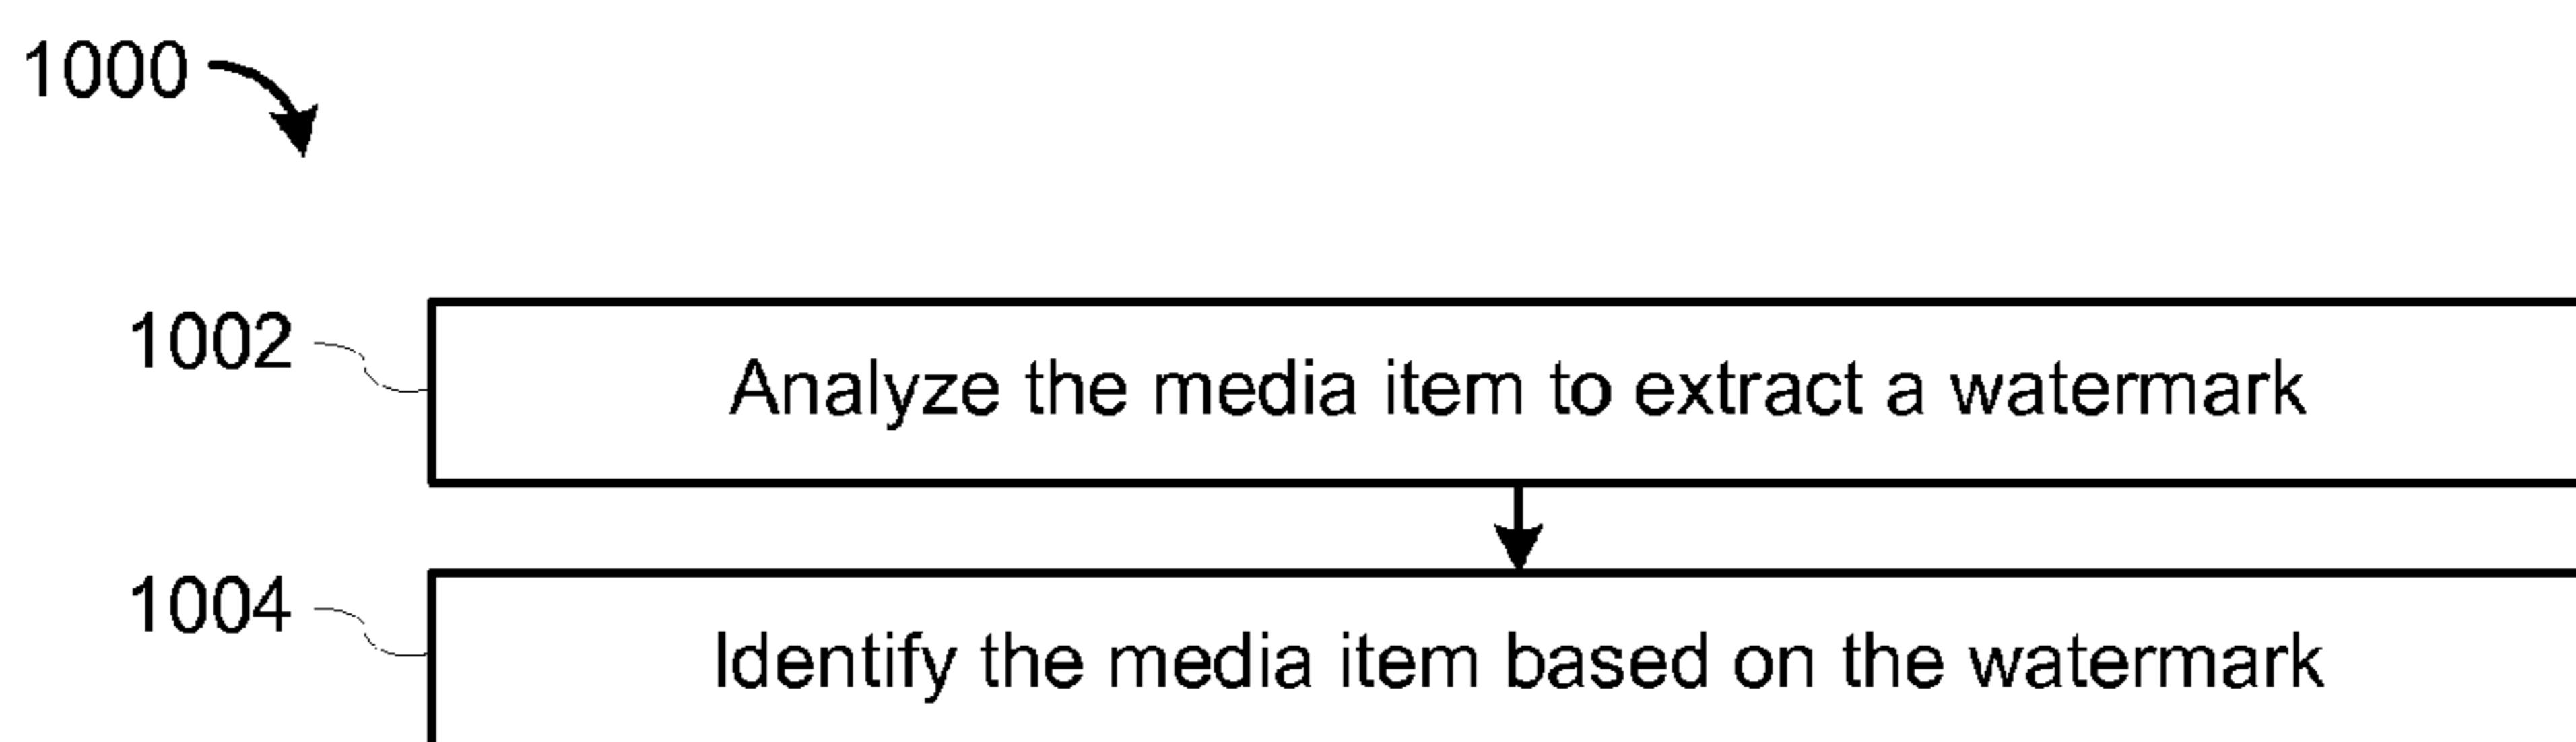 1000
1002
Analyze the media item to extract a watermark
1004
Identify the media item based on the watermark